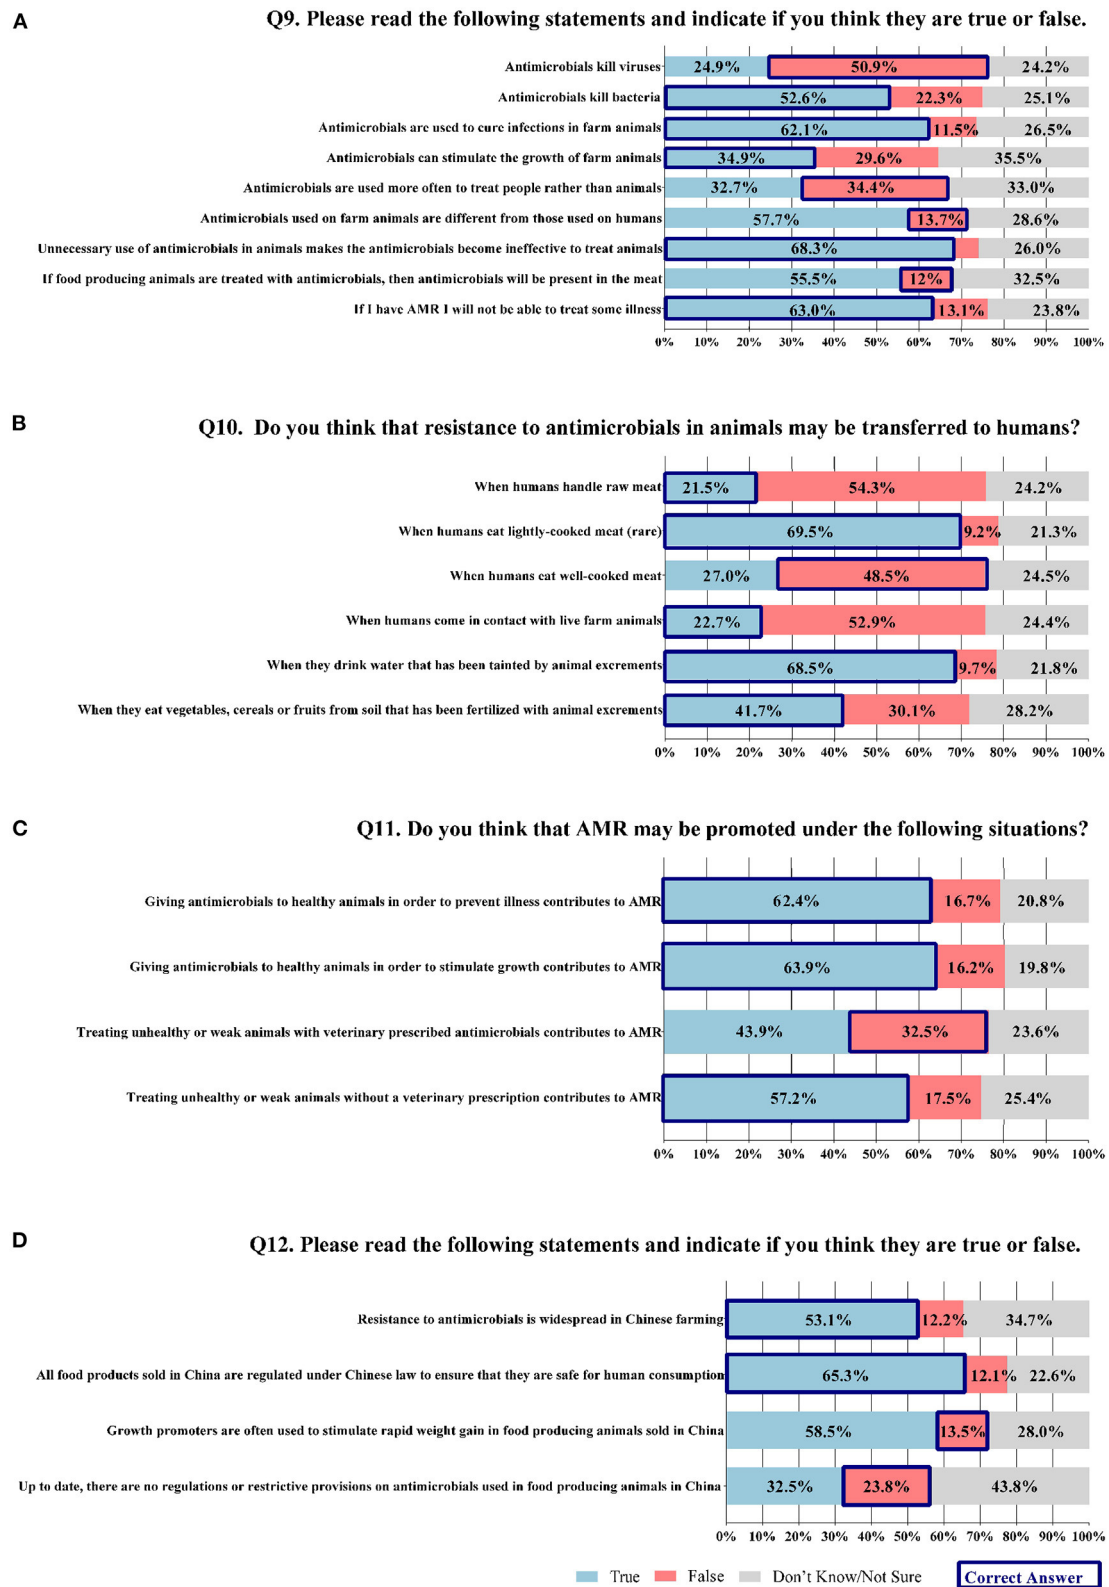 A
Q9. Please read the following statements and indicate if you think they are true or false.
Antimicrobials kill viruses 24.9% 50.9% 24.2%
Antimicrobials kill bacteria 52.6% 22.3% 25.1%
Antimicrobials are used to cure infections in farm animals 62.1% 11.5% 26.5%
Antimicrobials can stimulate the growth of farm animals 34.9% 29.6% 35.5%
Antimicrobials are used more often to treat people rather than animals 32.7% 34.4% 33.0%
Antimicrobials used on farm animals are different from those used on humans 57.7% 13.7% 28.6%
Unnecessary use of antimicrobials in animals makes the antimicrobials become ineffective to treat animals 68.3% 26.0%
If food producing animals are treated with antimicrobials, then antimicrobials will be present in the meat 55.5% 12% 32.5%
If I have AMR I will not be able to treat some illness 63.0% 13.1% 23.8%
0% 10% 20% 30% 40% 50% 60% 70% 80% 90% 100%
B
Q10. Do you think that resistance to antimicrobials in animals may be transferred to humans?
When humans handle raw meat 21.5% 54.3% 24.2%
When humans eat lightly-cooked meat (rare) 69.5% 9.2% 21.3%
When humans eat well-cooked meat 27.0% 48.5% 24.5%
When humans come in contact with live farm animals 22.7% 52.9% 24.4%
When they drink water that has been tainted by animal excrements 68.5% 9.7% 21.8%
When they eat vegetables, cereals or fruits from soil that has been fertilized with animal excrements 41.7% 30.1% 28.2%
0% 10% 20% 30% 40% 50% 60% 70% 80% 90% 100%
C
Q11. Do you think that AMR may be promoted under the following situations?
Giving antimicrobials to healthy animals in order to prevent illness contributes to AMR 62.4% 16.7% 20.8%
Giving antimicrobials to healthy animals in order to stimulate growth contributes to AMR 63.9% 16.2% 19.8%
Treating unhealthy or weak animals with veterinary prescribed antimicrobials contributes to AMR 43.9% 32.5% 23.6%
Treating unhealthy or weak animals without a veterinary prescription contributes to AMR 57.2% 17.5% 25.4%
0% 10% 20% 30% 40% 50% 60% 70% 80% 90% 100%
D
Q12. Please read the following statements and indicate if you think they are true or false.
Resistance to antimicrobials is widespread in Chinese farming 53.1% 12.2% 34.7%
All food products sold in China are regulated under Chinese law to ensure that they are safe for human consumption 65.3% 12.1% 22.6%
Growth promoters are often used to stimulate rapid weight gain in food producing animals sold in China 58.5% 13.5% 28.0%
Up to date, there are no regulations or restrictive provisions on antimicrobials used in food producing animals in China 32.5% 23.8% 43.8%
0% 10% 20% 30% 40% 50% 60% 70% 80% 90% 100%
True False Don't Know/Not Sure Correct Answer